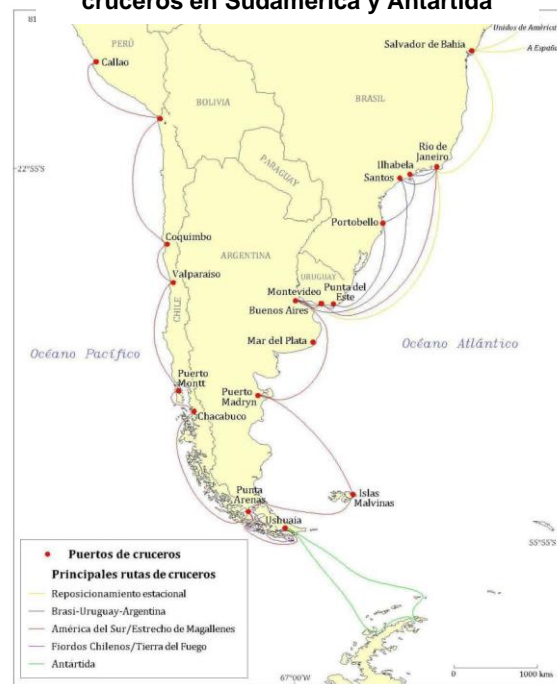 cruceros en Sudamérica y Antártida
81
Unidos de América
A España
PERÚ
Salvador de Bahia
Callao
BOLIVIA
BRASIL
Rio de
Janeiro
22°55'S
Ilhabela
Santos
PARAGUAY
Portobello
Coquimbo
ARGENTINA
URUGUAY
Valparaiso
Montevideo
Punta del
Este
Buenos Aires
CHILE
Mar del Plata
Océano Pacífico
Océano Atlántico
Puerto
Montt
Puerto
Madryn
Chacabuco
Punta
Arenas
Islas
Malvinas
Ushuaia
55°55'S
Puertos de cruceros
Principales rutas de cruceros
Reposicionamiento estacional
Brasi-Uruguay-Argentina
América del Sur/Estrecho de Magallenes
Fiordos Chilenos/Tierra del Fuego
Antártida
67°00'W
0 1000 kms